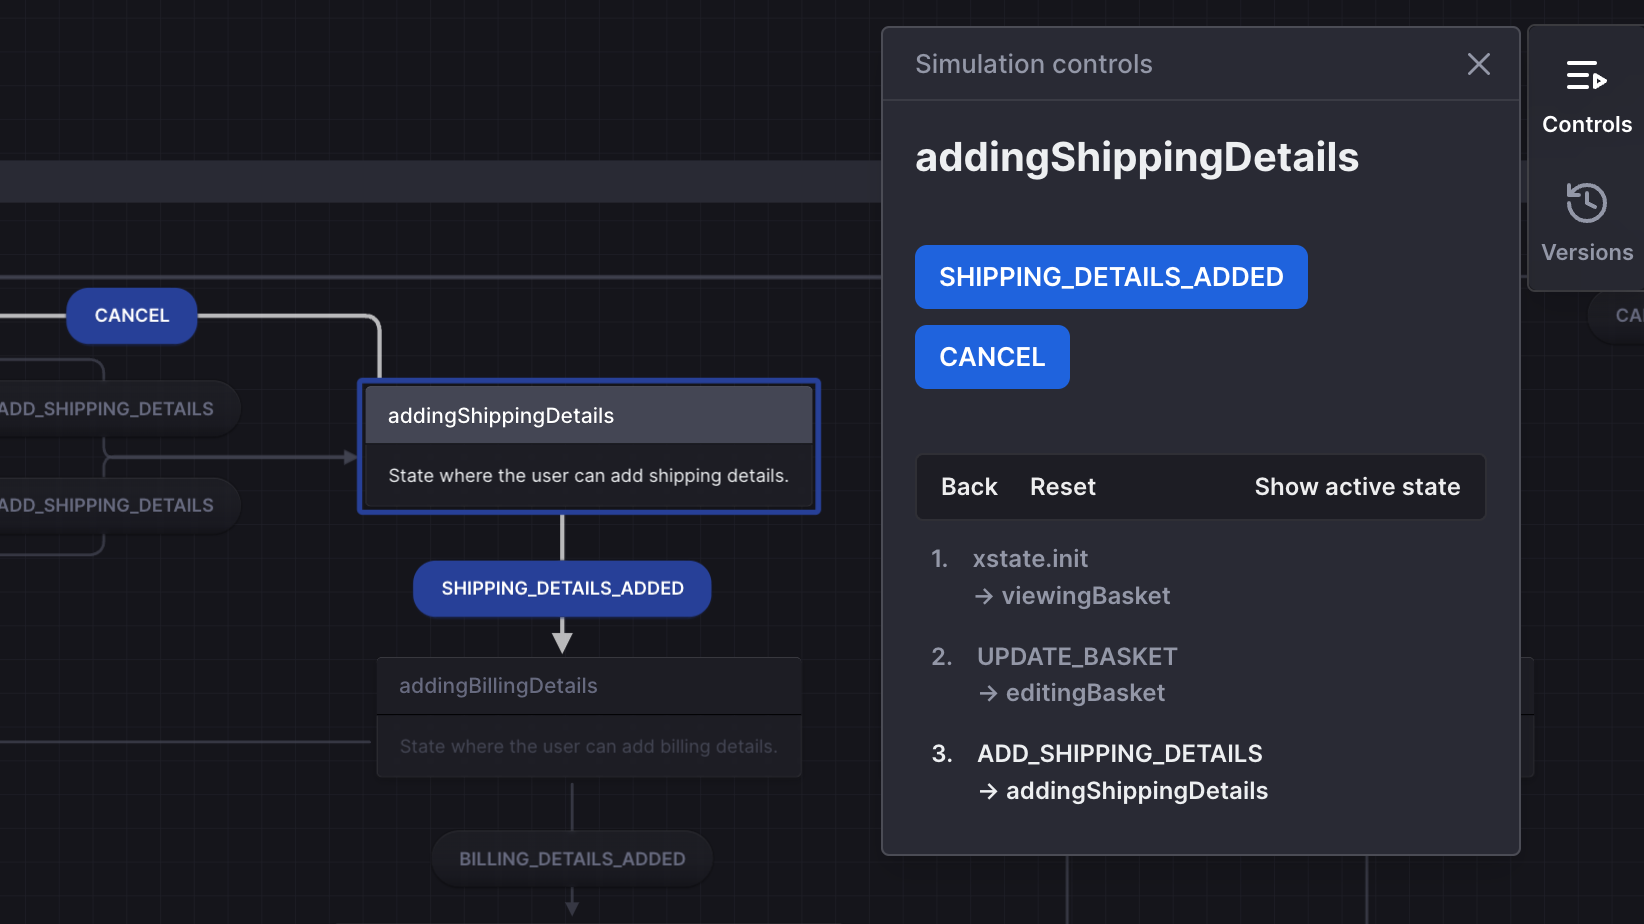 CANCEL
ADD_SHIPPING_DETAILS
ADD_SHIPPING_DETAILS
addingShippingDetails
State where the user can add shipping details.
SHIPPING_DETAILS_ADDED
addingBillingDetails
State where the user can add billing details.
BILLING_DETAILS_ADDED
Simulation controls
addingShippingDetails
SHIPPING_DETAILS_ADDED
CANCEL
Back Reset Show active state
1. xstate.init
→ viewingBasket
2. UPDATE_BASKET
→ editingBasket
3. ADD_SHIPPING_DETAILS
→ addingShippingDetails
Controls
Versions